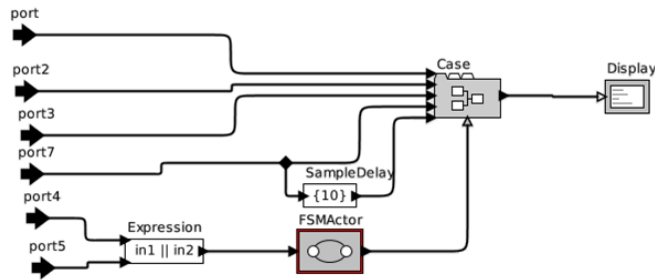 port
port2
port3
port7
port4
port5
Expression
in1 || in2
SampleDelay
{10}
FSMActor
Case
Display